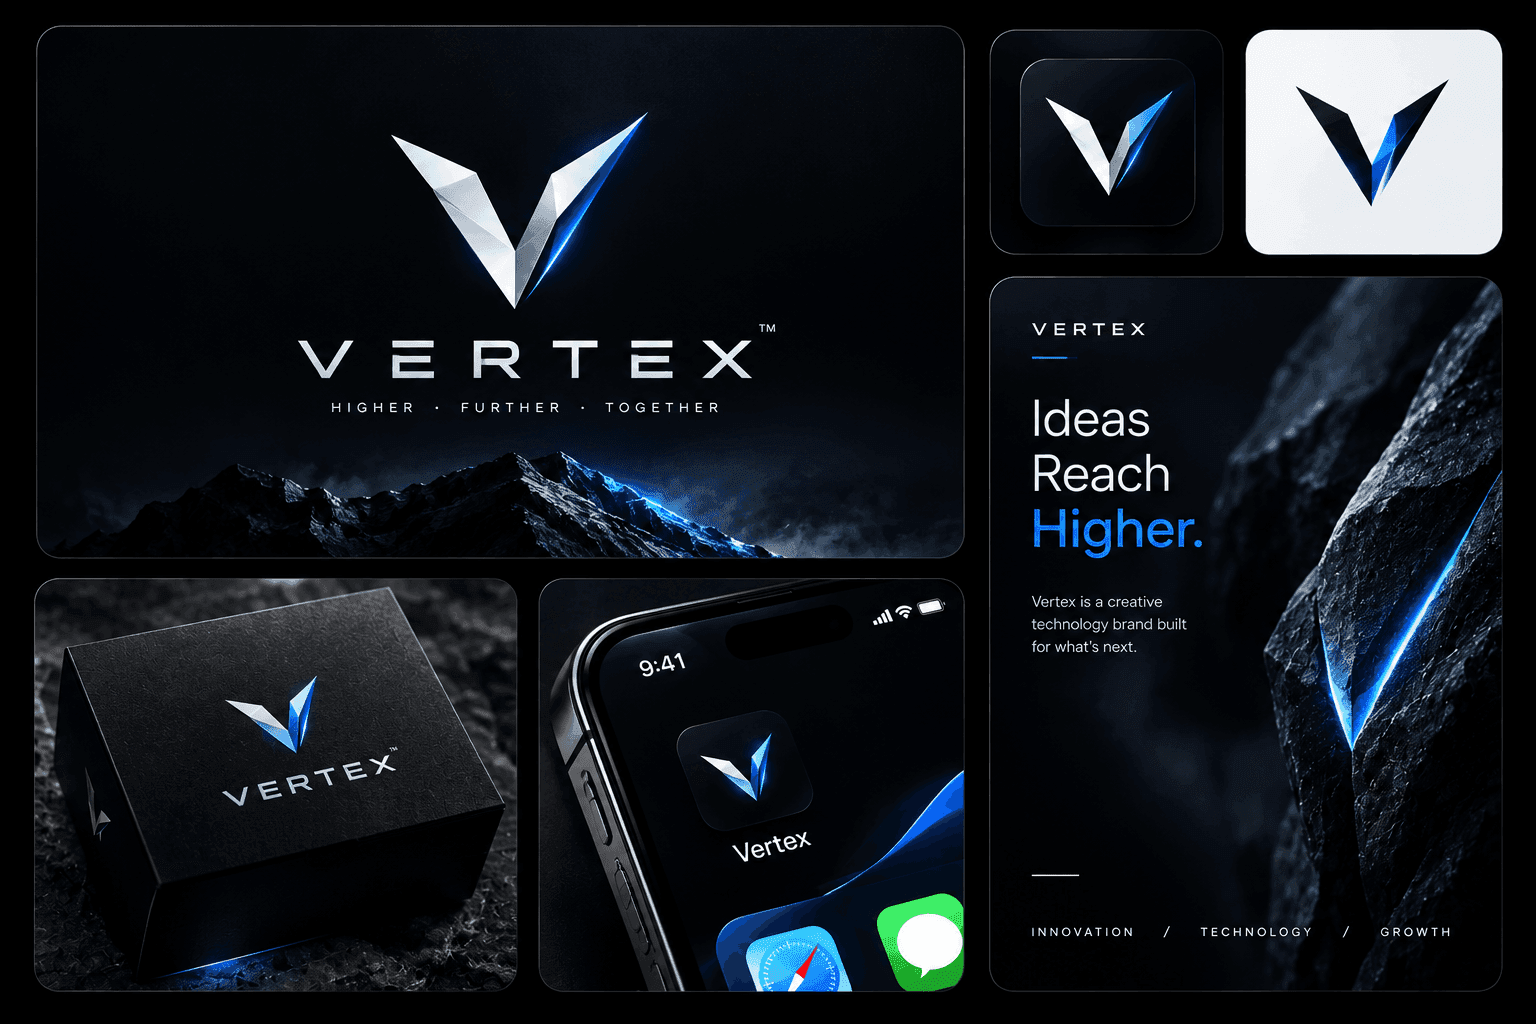 VERTEX™
HIGHER · FURTHER · TOGETHER
VERTEX
Ideas
Reach
Higher.
Vertex is a creative
technology brand built
for what's next.
INNOVATION / TECHNOLOGY / GROWTH
VERTEX™
9:41
Vertex